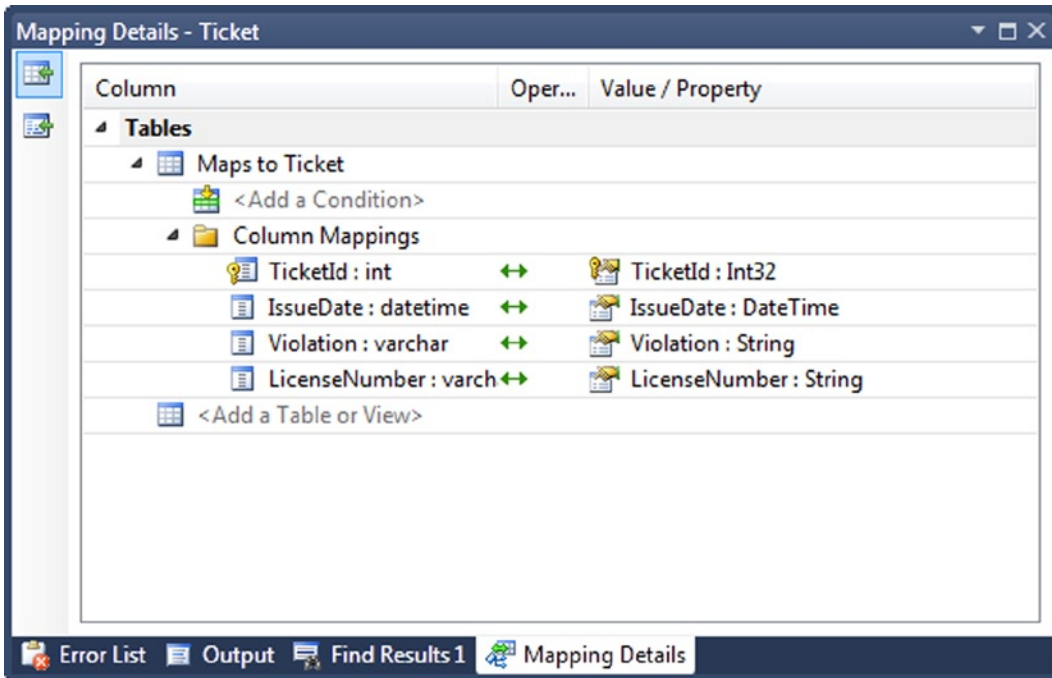 Mapping Details - Ticket
Column Oper... Value / Property
Tables
Maps to Ticket
<Add a Condition>
Column Mappings
TicketId : int TicketId : Int32
IssueDate : datetime IssueDate : DateTime
Violation : varchar Violation : String
LicenseNumber : varch LicenseNumber : String
<Add a Table or View>
Error List Output Find Results 1 Mapping Details